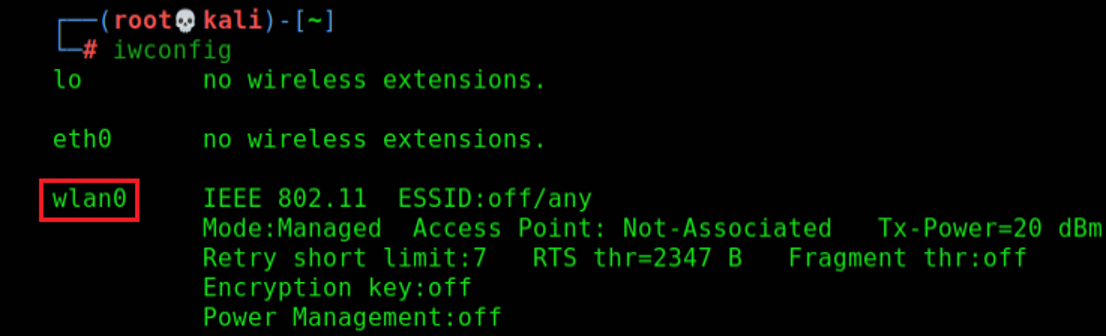 ┌──(root💀kali)-[~]
└─# iwconfig
lo        no wireless extensions.
eth0      no wireless extensions.
wlan0     IEEE 802.11  ESSID:off/any
          Mode:Managed  Access Point: Not-Associated   Tx-Power=20 dBm
          Retry short limit:7   RTS thr=2347 B   Fragment thr:off
          Encryption key:off
          Power Management:off